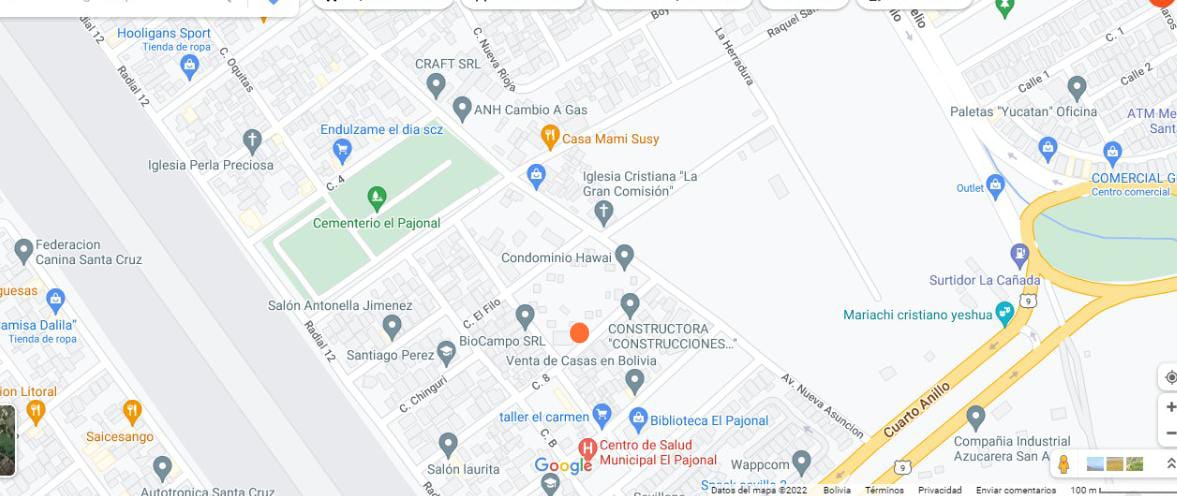 Hooligans Sport
Tienda de ropa
Radial 12
C. Oquitas
C. Nueva Rioja
Boy
La Herradura
Raquel San
C. 1
Calle 1
Calle 2
CRAFT SRL
ANH Cambio A Gas
Paletas "Yucatan" Oficina
ATM Me
Sant
Endulzame el dia scz
Casa Mami Susy
Iglesia Perla Preciosa
C. 4
Iglesia Cristiana "La
Gran Comisión"
Outlet
COMERCIAL G
Centro comercial
Cementerio el Pajonal
Federacion
Canina Santa Cruz
Condominio Hawai
Surtidor La Cañada
9
guesas
Camisa Dalila"
Tienda de ropa
Salón Antonella Jimenez
C. El Filo
Mariachi cristiano yeshua
Radial 12
Santiago Perez
BioCampo SRL
CONSTRUCTORA
"CONSTRUCCIONES..."
Venta de Casas en Bolivia
C. 8
C. Chinguri
Av. Nueva Asuncion
Cuarto Anillo
ion Litoral
Saicesango
taller el carmen
Biblioteca El Pajonal
C. B
Centro de Salud
Municipal El Pajonal
Compañia Industrial
Azucarera San A
Salón laurita
Google
Wappcom
9
Autotronica Santa Cruz
Radi
Datos del mapa ©2022 Bolivia Términos Privacidad Enviar comentarios 100 m